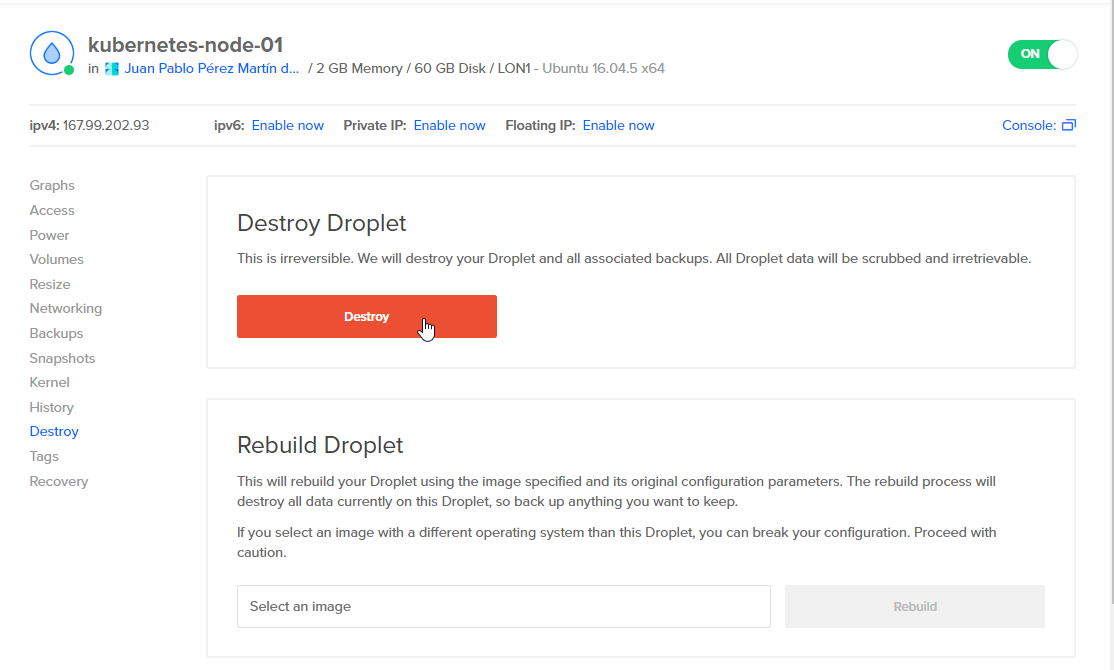 kubernetes-node-01
in Juan Pablo Pérez Martín d... / 2 GB Memory / 60 GB Disk / LON1 - Ubuntu 16.04.5 x64
ON
ipv4: 167.99.202.93 ipv6: Enable now Private IP: Enable now Floating IP: Enable now Console:
Graphs
Access
Power
Volumes
Resize
Networking
Backups
Snapshots
Kernel
History
Destroy
Tags
Recovery
Destroy Droplet
This is irreversible. We will destroy your Droplet and all associated backups. All Droplet data will be scrubbed and irretrievable.
Destroy
Rebuild Droplet
This will rebuild your Droplet using the image specified and its original configuration parameters. The rebuild process will
destroy all data currently on this Droplet, so back up anything you want to keep.
If you select an image with a different operating system than this Droplet, you can break your configuration. Proceed with
caution.
Select an image
Rebuild